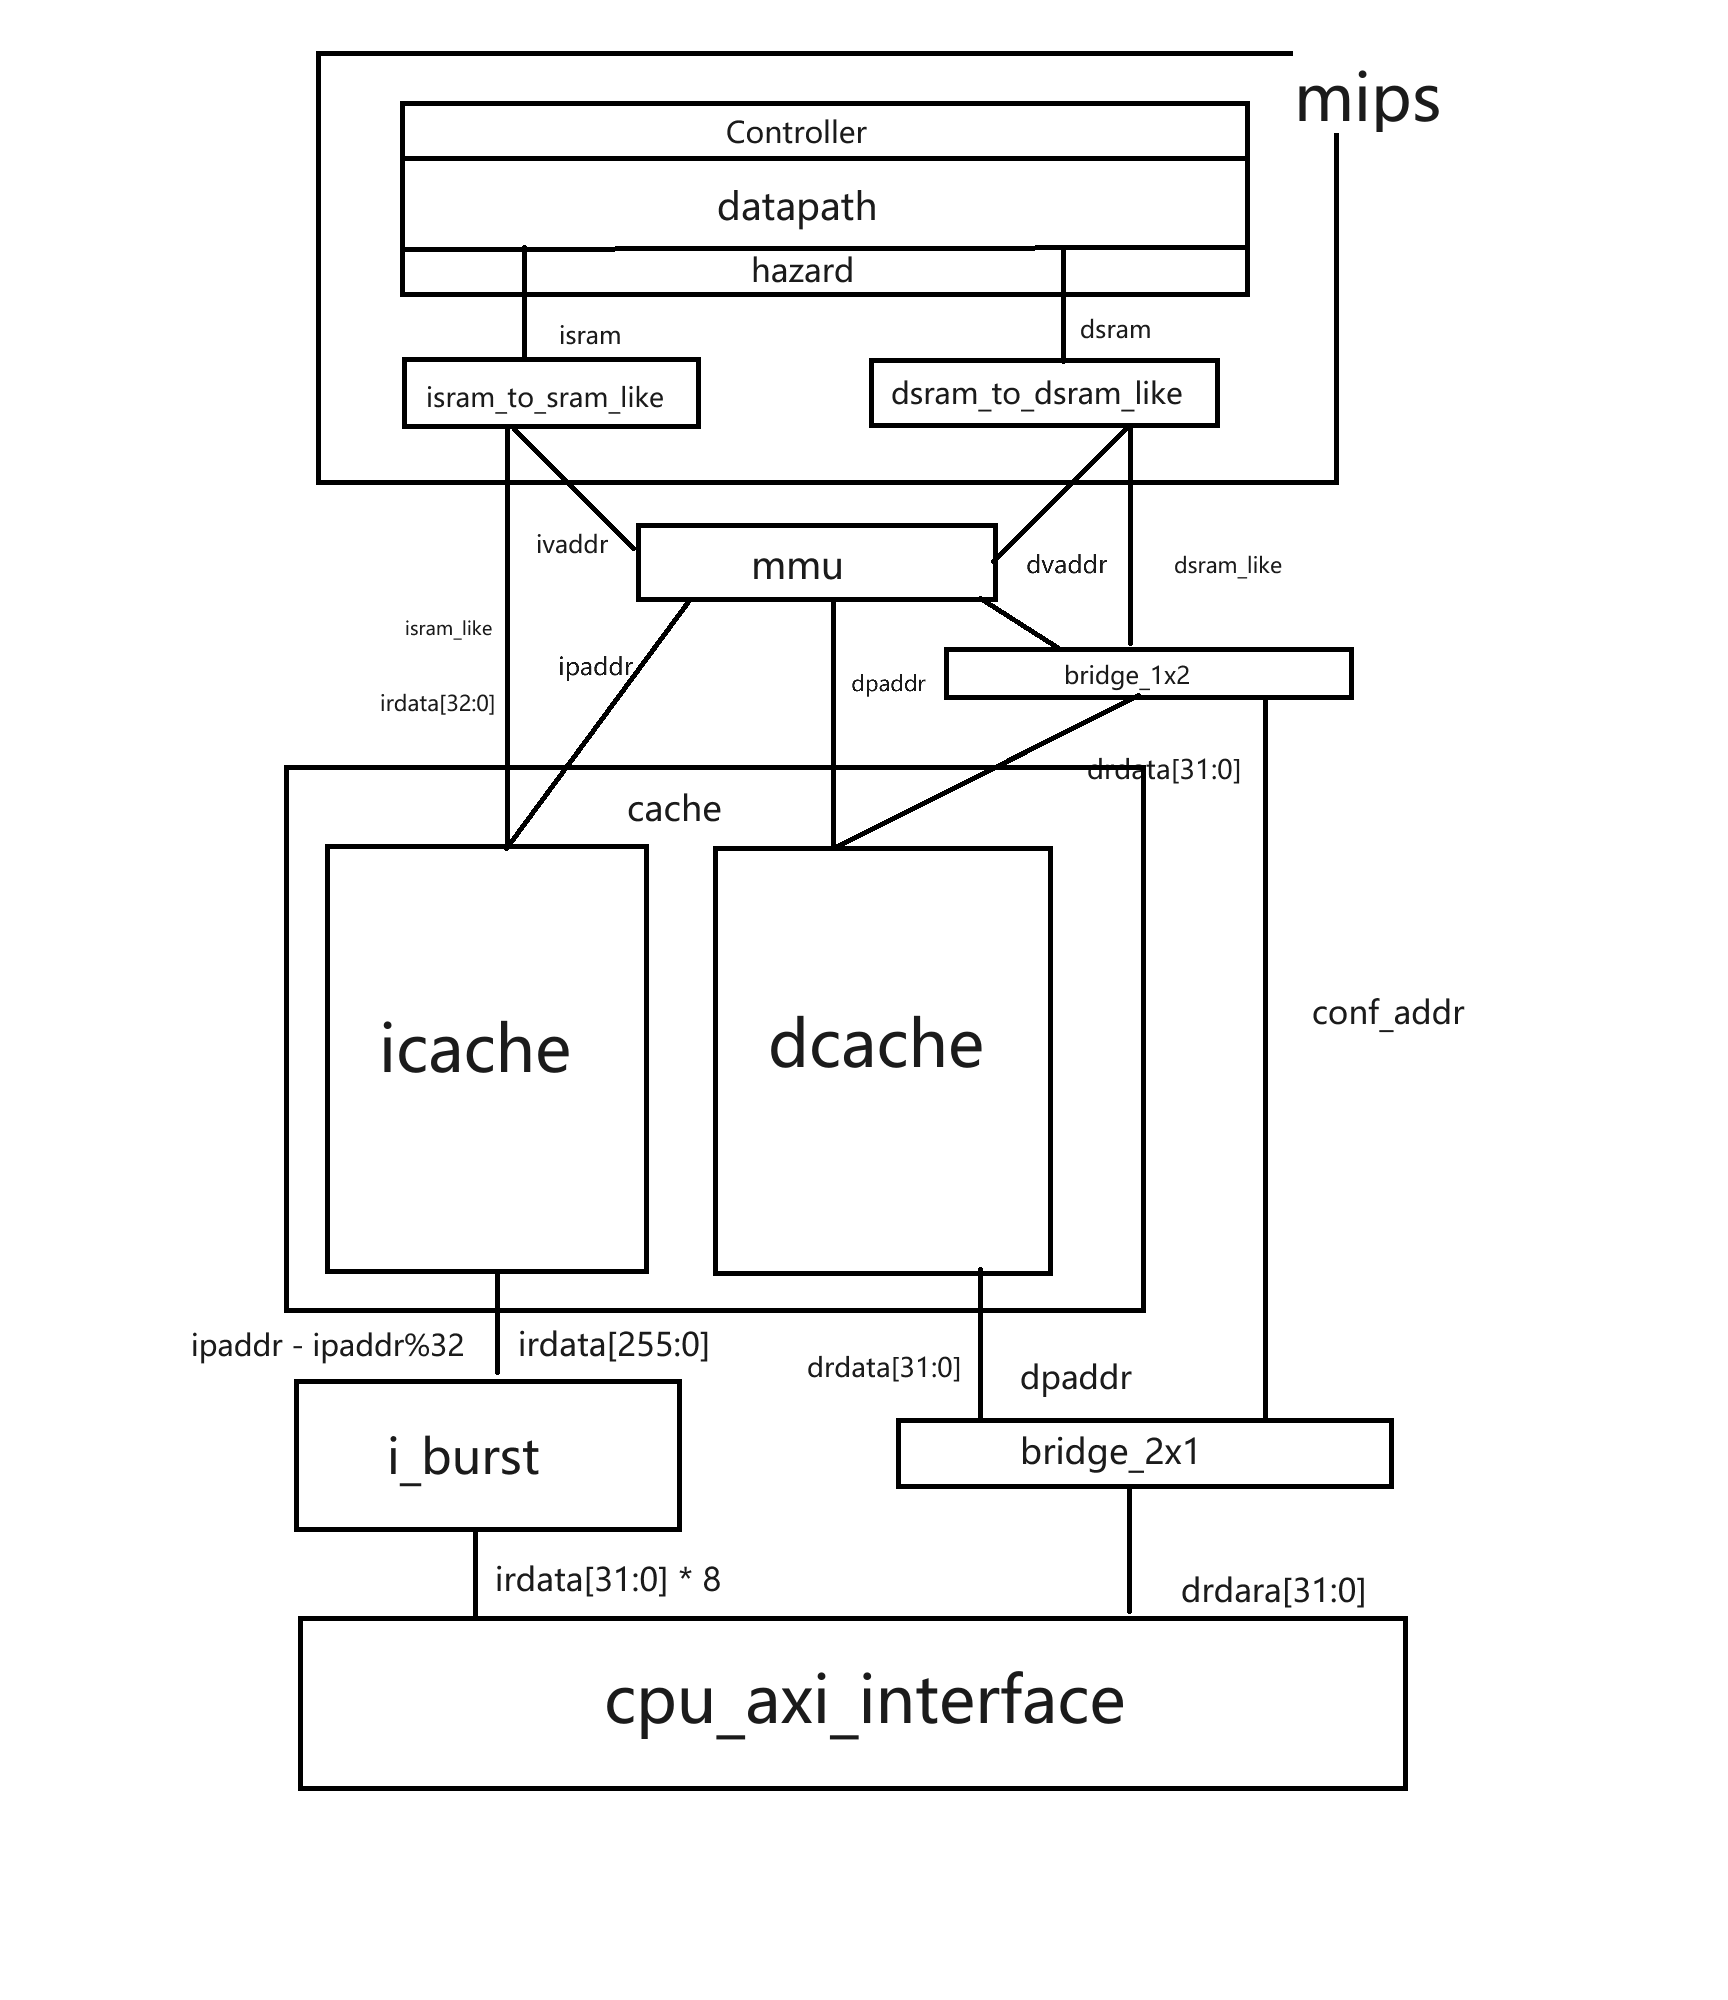 mips
Controller
datapath
hazard
isram
dsram
isram_to_sram_like
dsram_to_dsram_like
ivaddr
mmu
dvaddr
dsram_like
isram_like
ipaddr
dpaddr
bridge_1x2
irdata[32:0]
drdata[31:0]
cache
icache
dcache
conf_addr
ipaddr - ipaddr%32
irdata[255:0]
drdata[31:0]
dpaddr
i_burst
bridge_2x1
irdata[31:0] * 8
drdara[31:0]
cpu_axi_interface